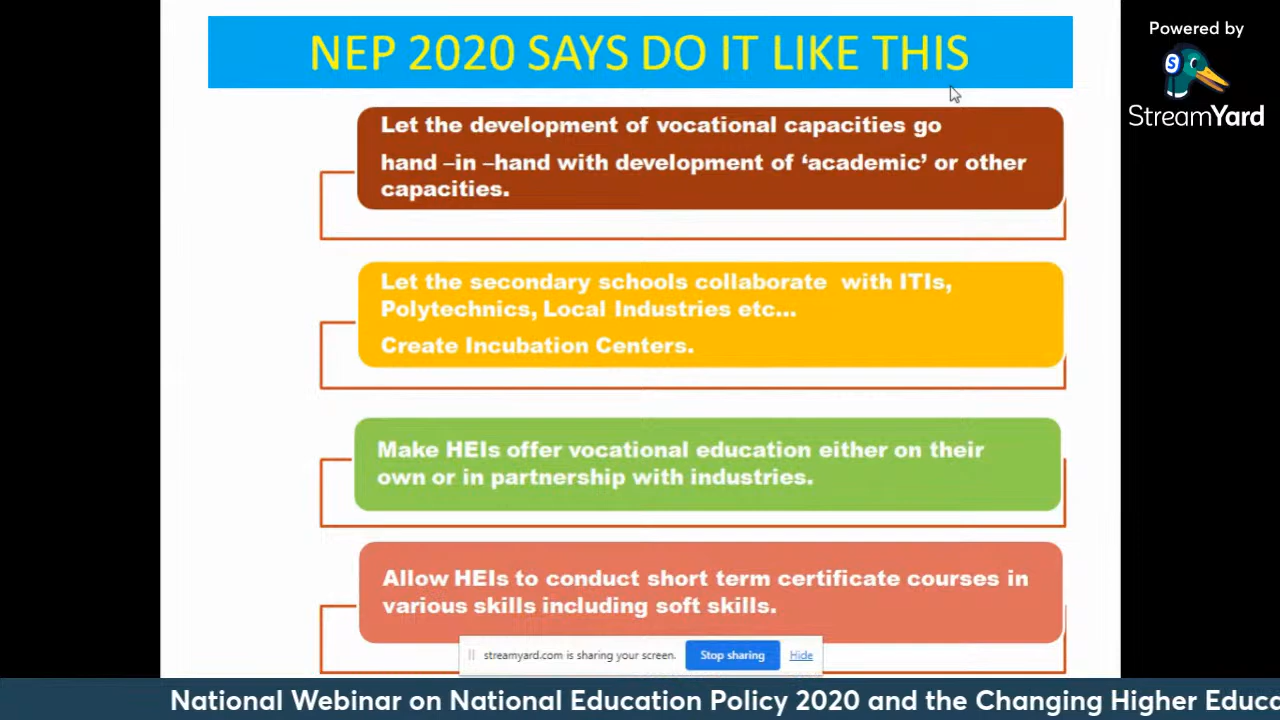 NEP 2020 SAYS DO IT LIKE THIS
Powered by
S
StreamYard
Let the development of vocational capacities go
hand –in –hand with development of ‘academic’ or other
capacities.
Let the secondary schools collaborate with ITIs,
Polytechnics, Local Industries etc...
Create Incubation Centers.
Make HEIs offer vocational education either on their
own or in partnership with industries.
Allow HEIs to conduct short term certificate courses in
various skills including soft skills.
streamyard.com is sharing your screen. Stop sharing Hide
National Webinar on National Education Policy 2020 and the Changing Higher Educa